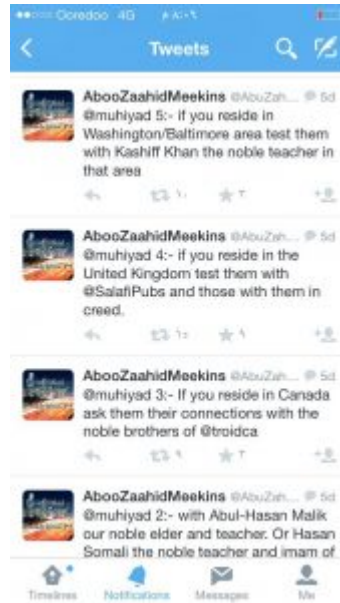 Ooredoo 4G
Tweets
AbooZaahidMeekins @AbuZah... 5d
@muhiyad 5:- if you reside in
Washington/Baltimore area test them
with Kashiff Khan the noble teacher in
that area
AbooZaahidMeekins @AbuZah... 5d
@muhiyad 4:- if you reside in the
United Kingdom test them with
@SalafiPubs and those with them in
creed.
AbooZaahidMeekins @AbuZah... 5d
@muhiyad 3:- If you reside in Canada
ask them their connections with the
noble brothers of @troidca
AbooZaahidMeekins @AbuZah... 5d
@muhiyad 2:- with Abul-Hasan Malik
our noble elder and teacher. Or Hasan
Somali the noble teacher and imam of
Timelines Notifications Messages Me